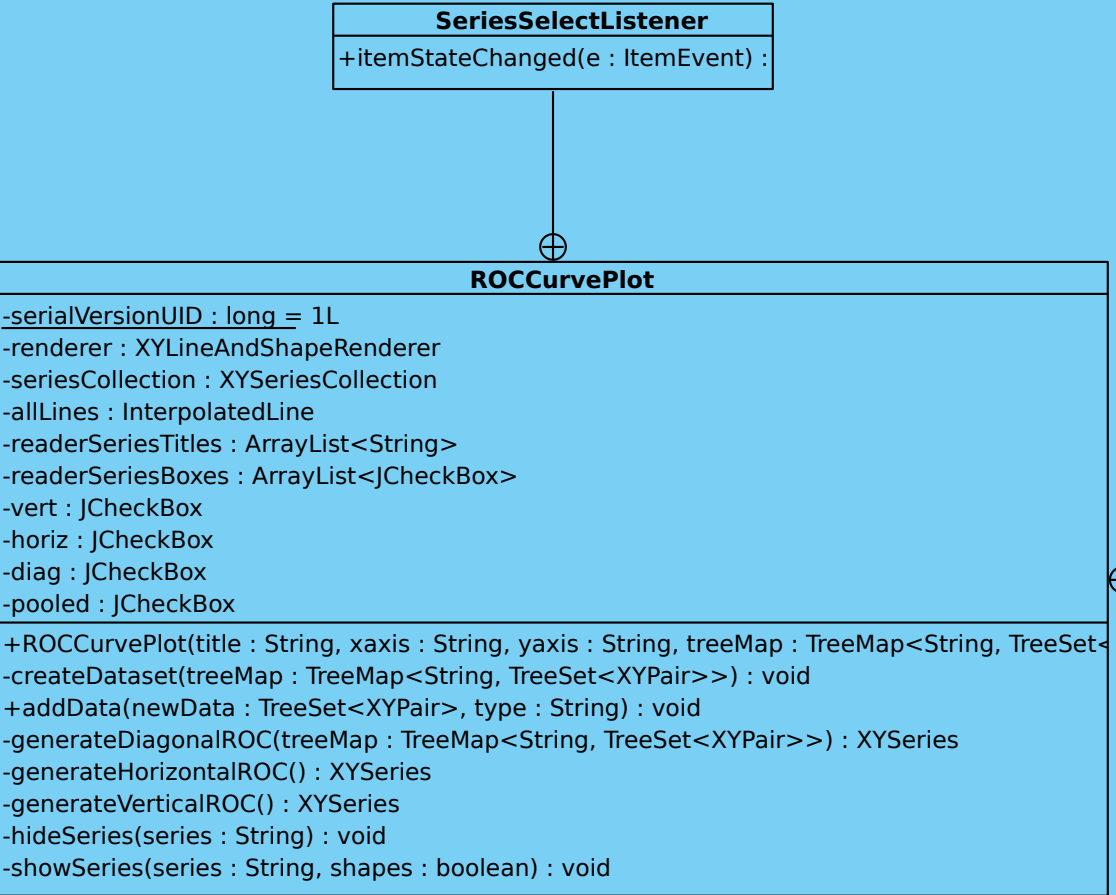 SeriesSelectListener
+itemStateChanged(e : ItemEvent) :
ROCCurvePlot
-serialVersionUID : long = 1L
-renderer : XYLineAndShapeRenderer
-seriesCollection : XYSeriesCollection
-allLines : InterpolatedLine
-readerSeriesTitles : ArrayList<String>
-readerSeriesBoxes : ArrayList<JCheckBox>
-vert : JCheckBox
-horiz : JCheckBox
-diag : JCheckBox
-pooled : JCheckBox
+ROCCurvePlot(title : String, xaxis : String, yaxis : String, treeMap : TreeMap<String, TreeSet<
-createDataset(treeMap : TreeMap<String, TreeSet<XYPair>>) : void
+addData(newData : TreeSet<XYPair>, type : String) : void
-generateDiagonalROC(treeMap : TreeMap<String, TreeSet<XYPair>>) : XYSeries
-generateHorizontalROC() : XYSeries
-generateVerticalROC() : XYSeries
-hideSeries(series : String) : void
-showSeries(series : String, shapes : boolean) : void